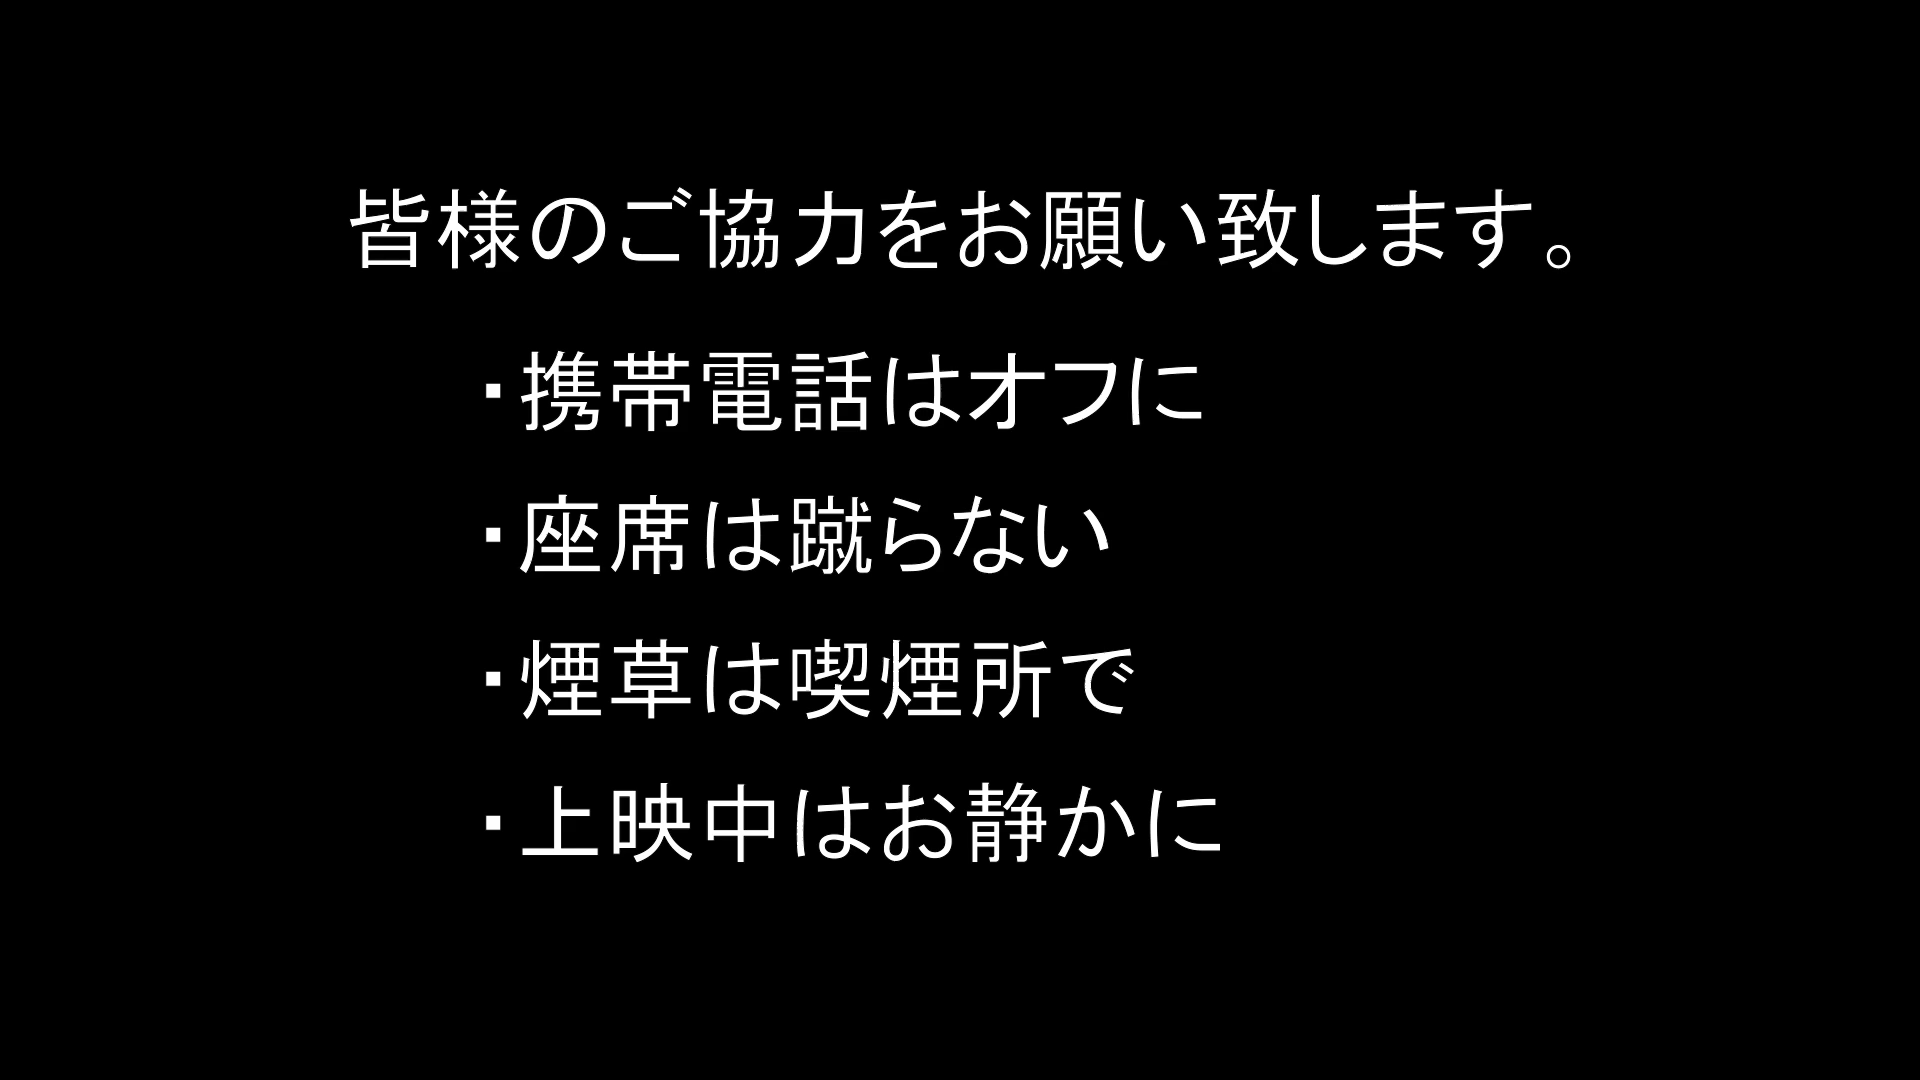 皆様のご協力をお願い致します。
・携帯電話はオフに
・座席は蹴らない
・煙草は喫煙所で
・上映中はお静かに